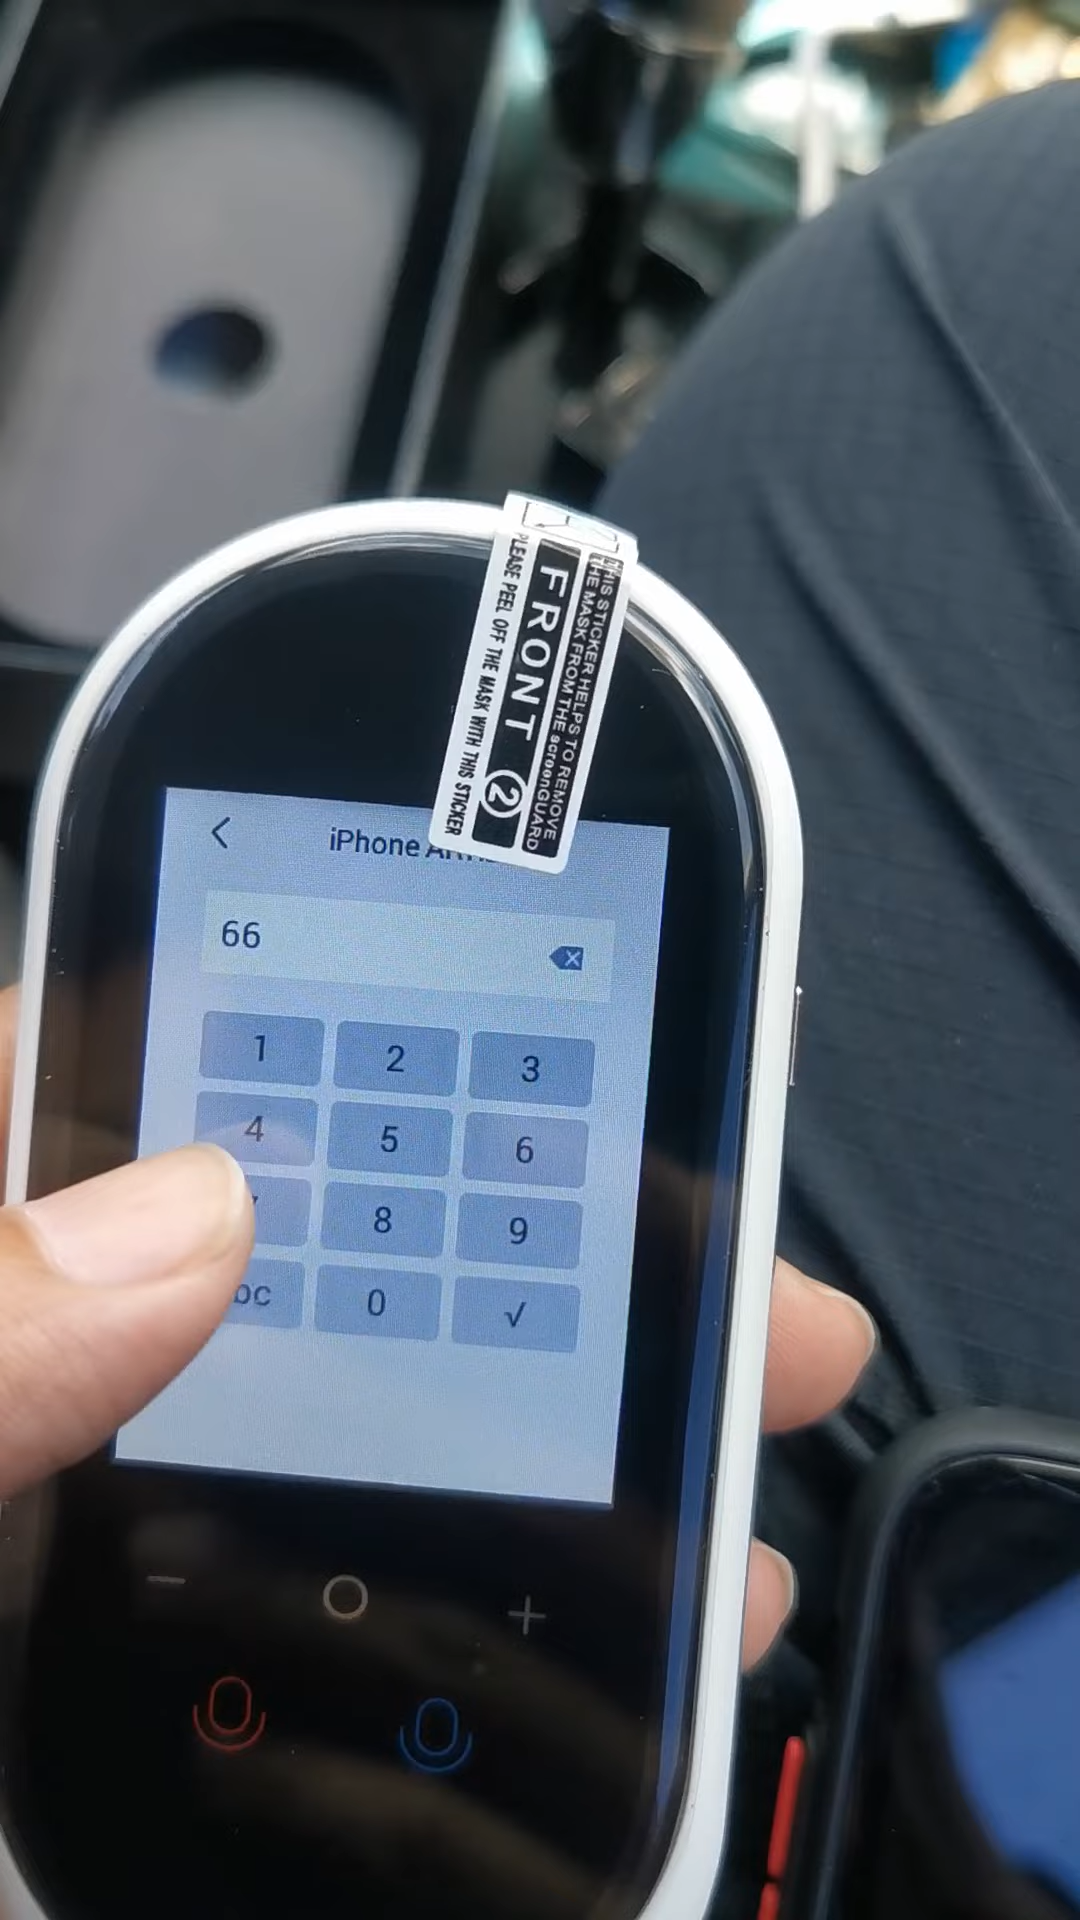 THIS STICKER HELPS TO REMOVE
THE MASK FROM THE screenGUARD
FRONT 2
PLEASE PEEL OFF THE MASK WITH THIS STICKER
iPhone
66
1 2 3
4 5 6
8 9
0 √